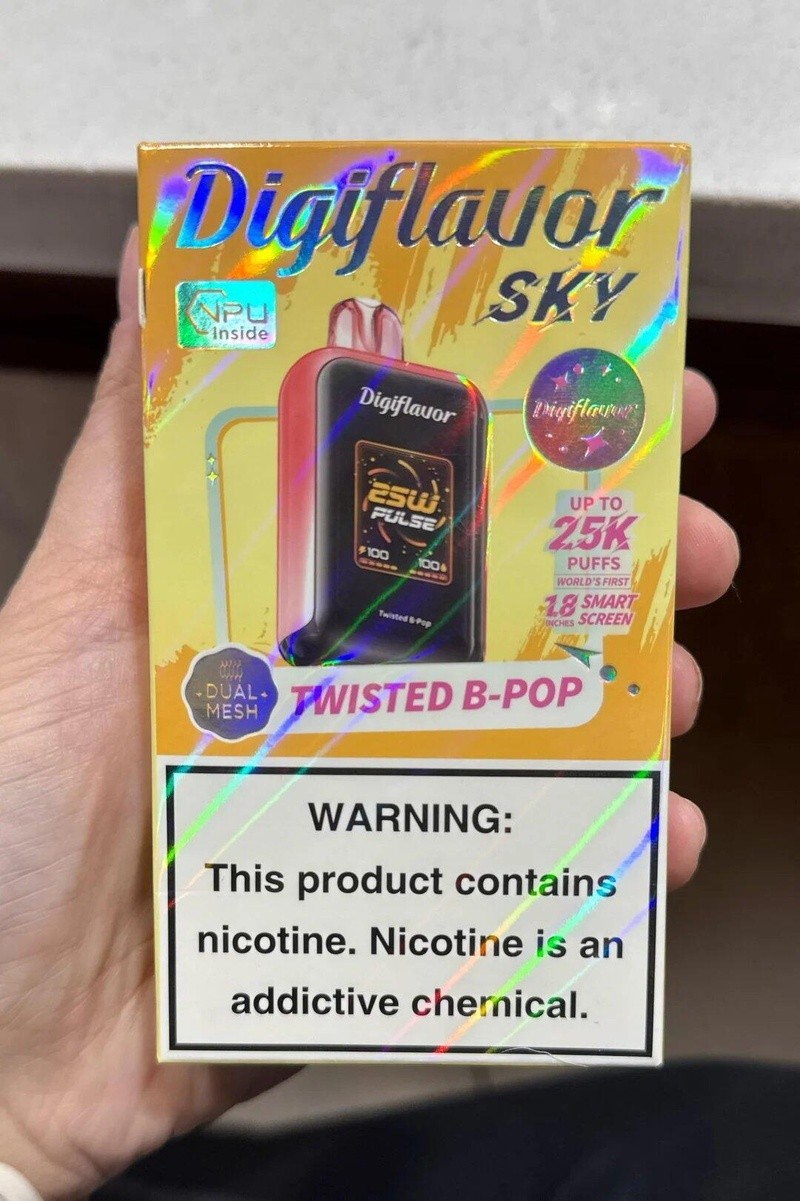 Digiflavor
SKY
NPU
Inside
Digiflavor
Digiflavor
25W
PULSE
100
100
Twisted B-Pop
UP TO
25K
PUFFS
WORLD'S FIRST
1.8 SMART
INCHES SCREEN
DUAL
MESH
TWISTED B-POP
WARNING:
This product contains
nicotine. Nicotine is an
addictive chemical.